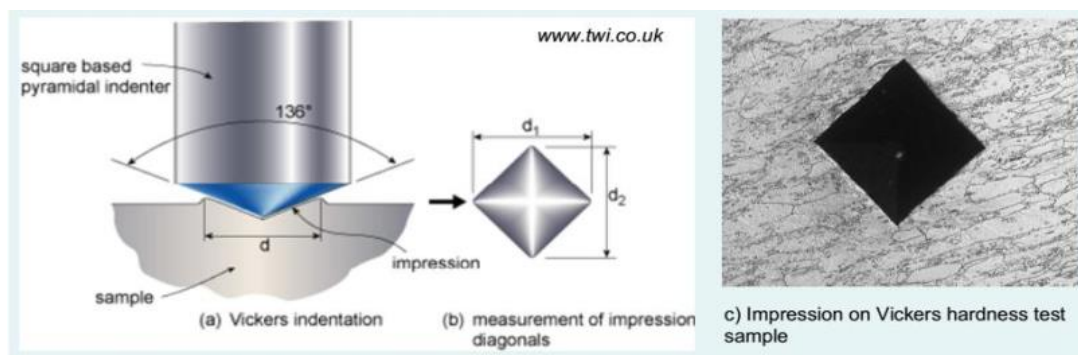 www.twi.co.uk
square based
pyramidal indenter
136°
d₁
d₂
d
impression
sample
(a) Vickers indentation
(b) measurement of impression
diagonals
c) Impression on Vickers hardness test
sample